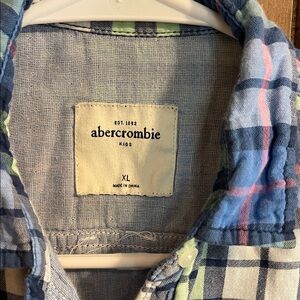 EST. 1892
abercrombie
KIDS
XL
MADE IN CHINA